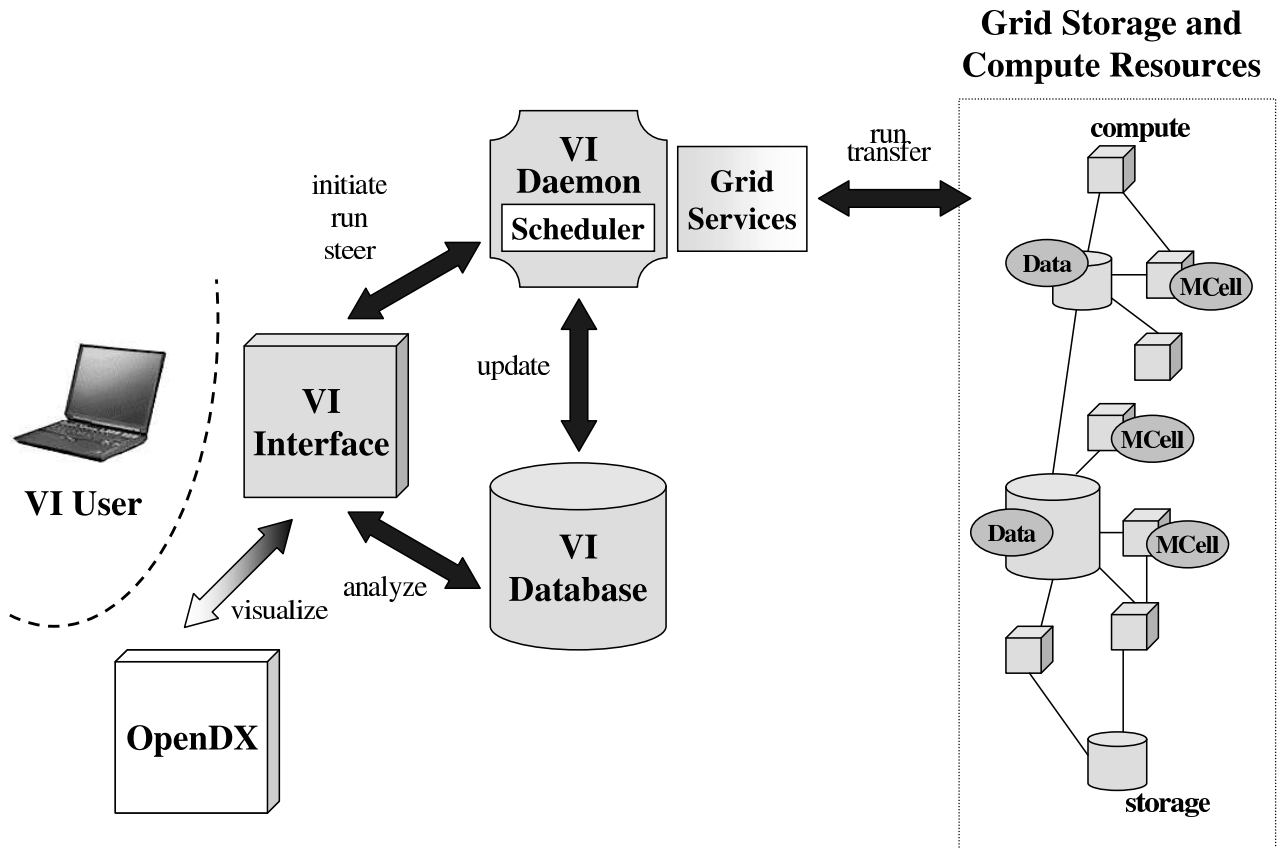 Grid Storage and
Compute Resources
compute
run
transfer
VI
Daemon
Scheduler
Grid
Services
initiate
run
steer
Data
MCell
update
VI
Interface
MCell
VI User
VI
Database
Data
MCell
analyze
visualize
OpenDX
storage